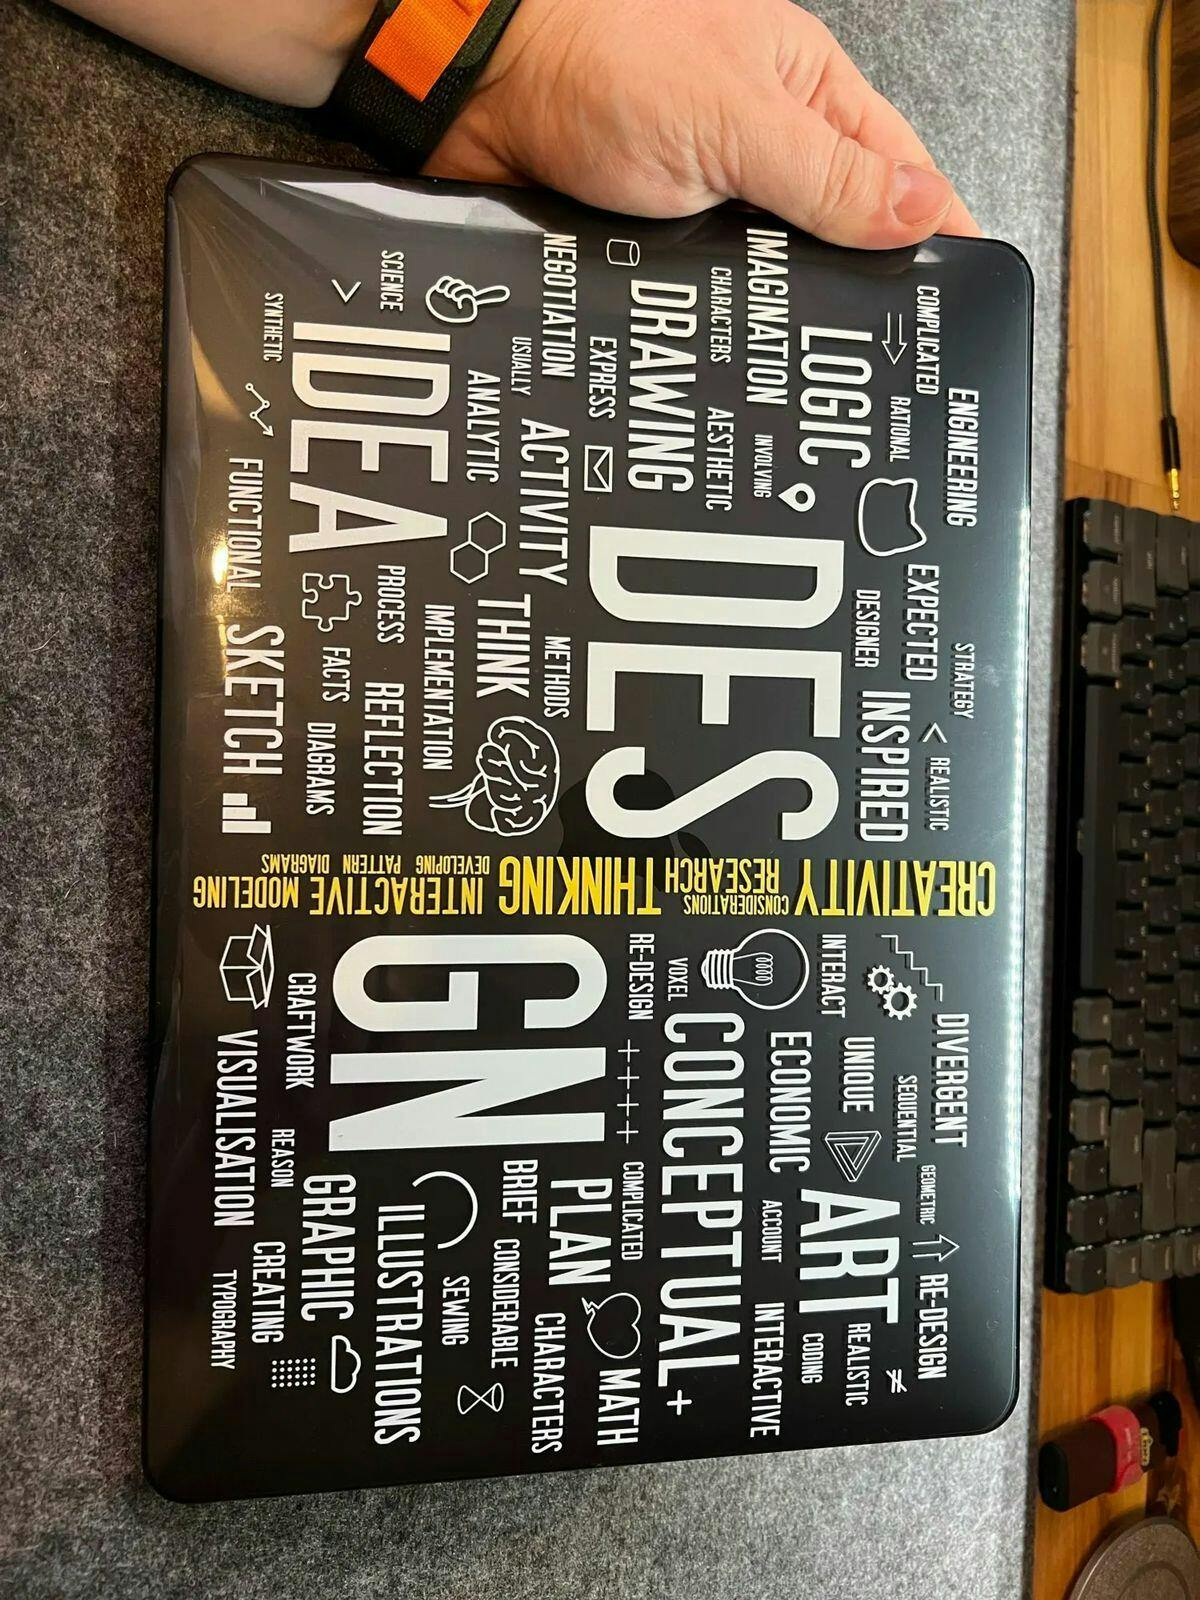 ENGINEERING
STRATEGY
COMPLICATED
RATIONAL
EXPECTED
REALISTIC
LOGIC
DESIGNER
INSPIRED
IMAGINATION
INVOLVING
CHARACTERS
AESTHETIC
DRAWING
DES
EXPRESS
NEGOTIATION
METHODS
USUALLY
ACTIVITY
THINK
ANALYTIC
IMPLEMENTATION
SCIENCE
IDEA
PROCESS
REFLECTION
FACTS
DIAGRAMS
SYNTHETIC
FUNCTIONAL
SKETCH
CREATIVITY
RESEARCH
CONSIDERATIONS
THINKING
DEVELOPING
INTERACTIVE
PATTERN DIAGRAMS
MODELING
DIVERGENT
GEOMETRIC
RE-DESIGN
SEQUENTIAL
UNIQUE
ART
REALISTIC
≠
INTERACT
CODING
ECONOMIC
ACCOUNT
INTERACTIVE
VOXEL
CONCEPTUAL+
RE-DESIGN
++++
COMPLICATED
MATH
GN
PLAN
CHARACTERS
BRIEF
CONSIDERABLE
SEWING
ILLUSTRATIONS
CRAFTWORK
GRAPHIC
REASON
CREATING
VISUALISATION
TYPOGRAPHY